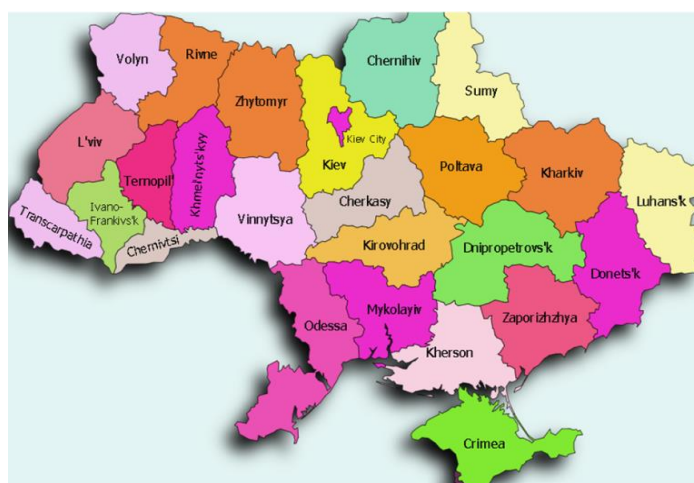 Volyn
Rivne
Chernihiv
Sumy
Zhytomyr
Kiev City
L'viv
Ternopil'
Khmel'nyts'kyy
Kiev
Poltava
Kharkiv
Luhans'k
Ivano-
Frankivs'k
Transcarpathia
Chernivtsi
Vinnytsya
Cherkasy
Kirovohrad
Dnipropetrovs'k
Donets'k
Odessa
Mykolayiv
Zaporizhzhya
Kherson
Crimea